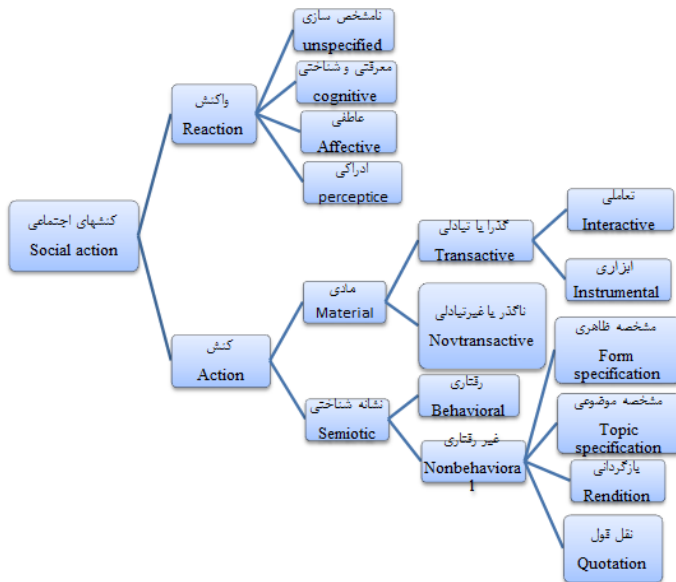 نامشخص سازی
unspecified
معرفتی و شناختی
cognitive
واکنش
Reaction
عاطفی
Affective
ادراکی
perceptice
کنشهای اجتماعی
Social action
تعاملی
Interactive
گذرا یا تبادلی
Transactive
ابزاری
Instrumental
مادی
Material
ناگذر یا غیرتبادلی
Novtransactive
مشخصه ظاهری
Form
specification
کنش
Action
رفتاری
Behavioral
مشخصه موضوعی
Topic
specification
نشانه شناختی
Semiotic
غیر رفتاری
Nonbehaviora
l
بازگردانی
Rendition
نقل قول
Quotation